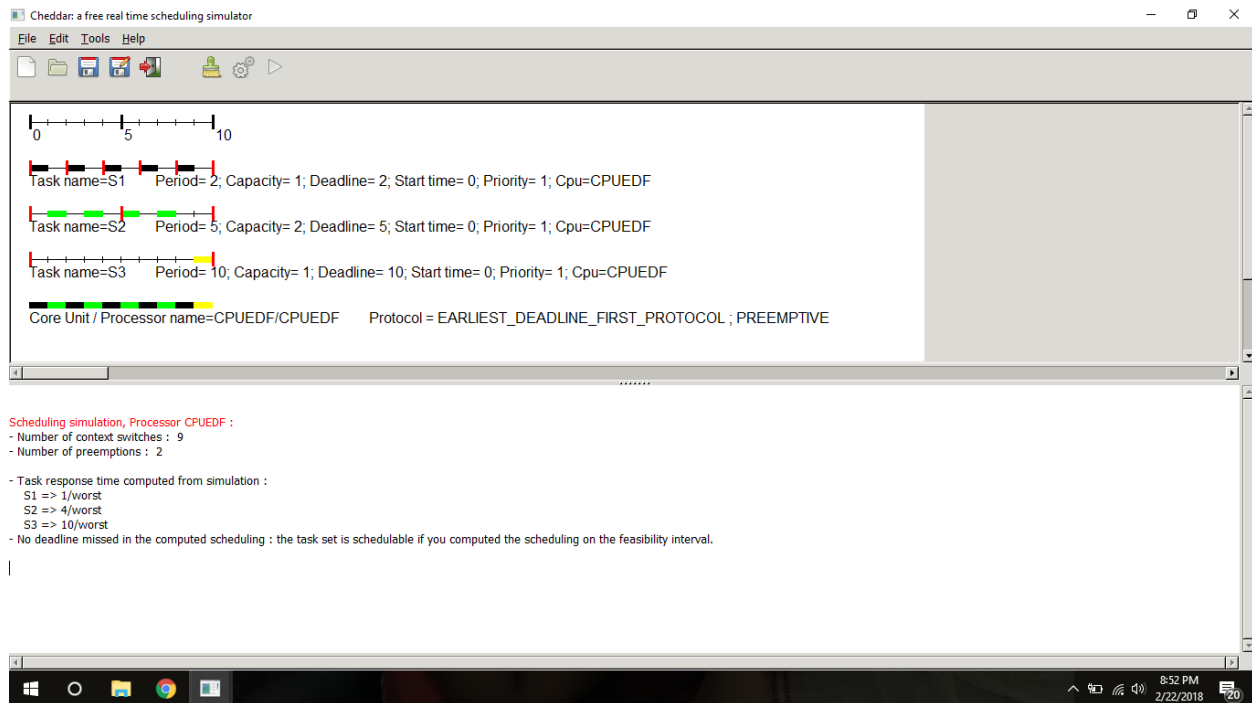 Cheddar: a free real time scheduling simulator
File Edit Tools Help
0 5 10
Task name=S1 Period= 2; Capacity= 1; Deadline= 2; Start time= 0; Priority= 1; Cpu=CPUEDF
Task name=S2 Period= 5; Capacity= 2; Deadline= 5; Start time= 0; Priority= 1; Cpu=CPUEDF
Task name=S3 Period= 10; Capacity= 1; Deadline= 10; Start time= 0; Priority= 1; Cpu=CPUEDF
Core Unit / Processor name=CPUEDF/CPUEDF Protocol = EARLIEST_DEADLINE_FIRST_PROTOCOL ; PREEMPTIVE
Scheduling simulation, Processor CPUEDF :
- Number of context switches : 9
- Number of preemptions : 2
- Task response time computed from simulation :
S1 => 1/worst
S2 => 4/worst
S3 => 10/worst
- No deadline missed in the computed scheduling : the task set is schedulable if you computed the scheduling on the feasibility interval.
8:52 PM
2/22/2018
20